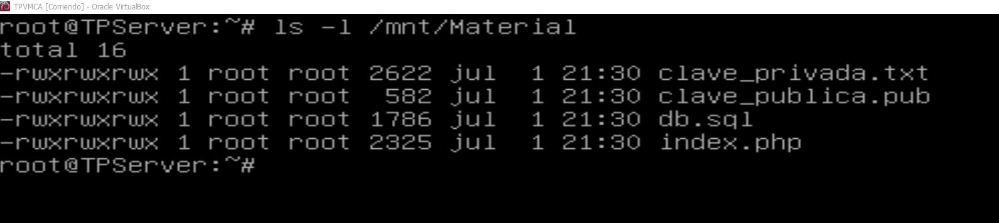 TPVMCA [Corriendo] - Oracle VirtualBox
root@TPServer:~# ls -l /mnt/Material
total 16
-rwxrwxrwx 1 root root 2622 jul  1 21:30 clave_privada.txt
-rwxrwxrwx 1 root root  582 jul  1 21:30 clave_publica.pub
-rwxrwxrwx 1 root root 1786 jul  1 21:30 db.sql
-rwxrwxrwx 1 root root 2325 jul  1 21:30 index.php
root@TPServer:~#